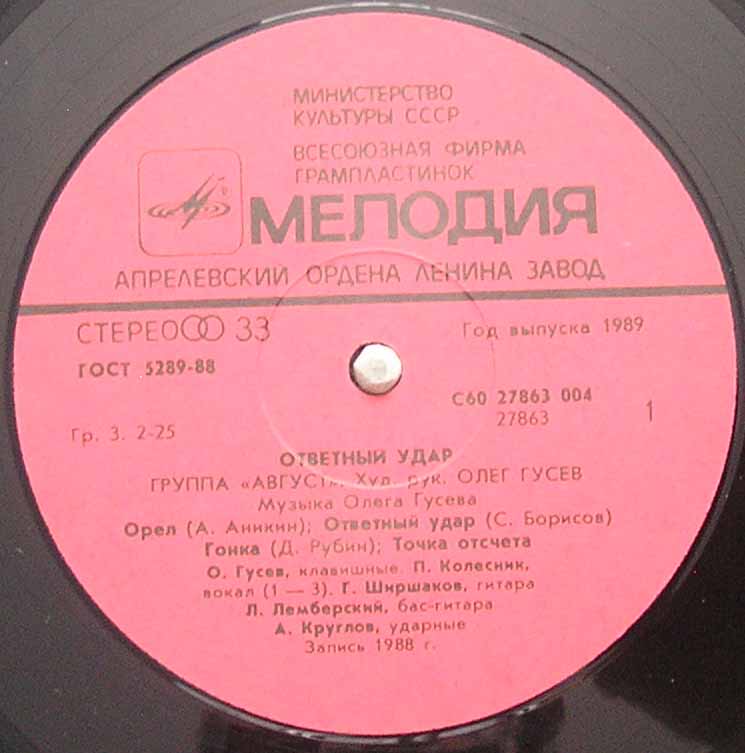 МИНИСТЕРСТВО
КУЛЬТУРЫ СССР
ВСЕСОЮЗНАЯ ФИРМА
ГРАМПЛАСТИНОК
МЕЛОДИЯ
АПРЕЛЕВСКИЙ ОРДЕНА ЛЕНИНА ЗАВОД
СТЕРЕО 33
Год выпуска 1989
ГОСТ 5289-88
С60 27863 004
27863
1
Гр. 3. 2-25
ОТВЕТНЫЙ УДАР
ГРУППА «АВГУСТ». Худ. рук. ОЛЕГ ГУСЕВ
Музыка Олега Гусева
Орел (А. Аникин); Ответный удар (С. Борисов)
Гонка (Д. Рубин); Точка отсчета
О. Гусев, клавишные. П. Колесник,
вокал (1 — 3). Г. Ширшаков, гитара
Л. Лемберский, бас-гитара
А. Круглов, ударные
Запись 1988 г.